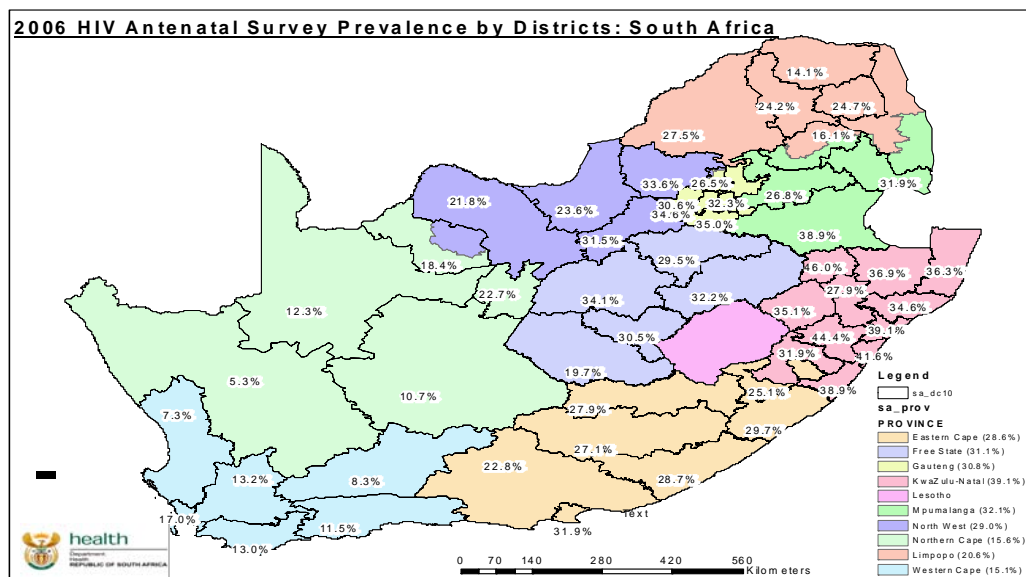 2006 HIV Antenatal Survey Prevalence by Districts: South Africa
14.1%
24.2%
24.7%
27.5%
16.1%
33.6%
26.5%
31.9%
21.8%
23.6%
30.6%
32.3%
26.8%
34.6%
35.0%
31.5%
38.9%
29.5%
18.4%
46.0%
36.9%
36.3%
22.7%
34.1%
32.2%
27.9%
12.3%
35.1%
34.6%
30.5%
44.4%
39.1%
31.9%
41.6%
5.3%
19.7%
10.7%
25.1%
38.9%
7.3%
27.9%
29.7%
27.1%
22.8%
13.2%
8.3%
28.7%
17.0%
11.5%
Text
31.9%
13.0%
Legend
sa_dc10
sa_prov
PROVINCE
Eastern Cape (28.6%)
Free State (31.1%)
Gauteng (30.8%)
KwaZulu-Natal (39.1%)
Lesotho
Mpumalanga (32.1%)
North West (29.0%)
Northern Cape (15.6%)
Limpopo (20.6%)
Western Cape (15.1%)
health
Department:
Health
REPUBLIC OF SOUTH AFRICA
0 70 140 280 420 560
Kilometers